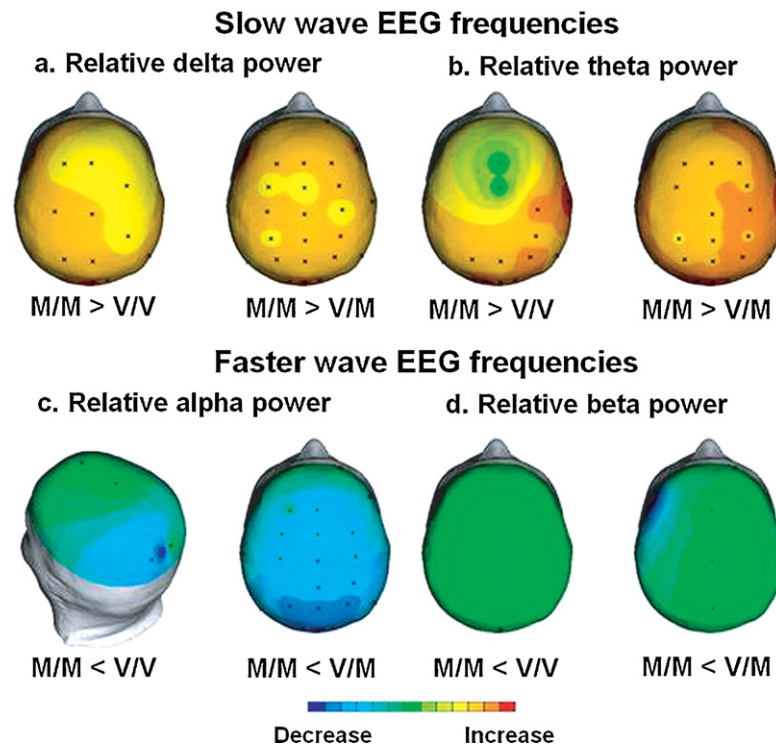 Slow wave EEG frequencies
a. Relative delta power
b. Relative theta power
M/M > V/V
M/M > V/M
M/M > V/V
M/M > V/M
Faster wave EEG frequencies
c. Relative alpha power
d. Relative beta power
M/M < V/V
M/M < V/M
M/M < V/V
M/M < V/M
Decrease
Increase